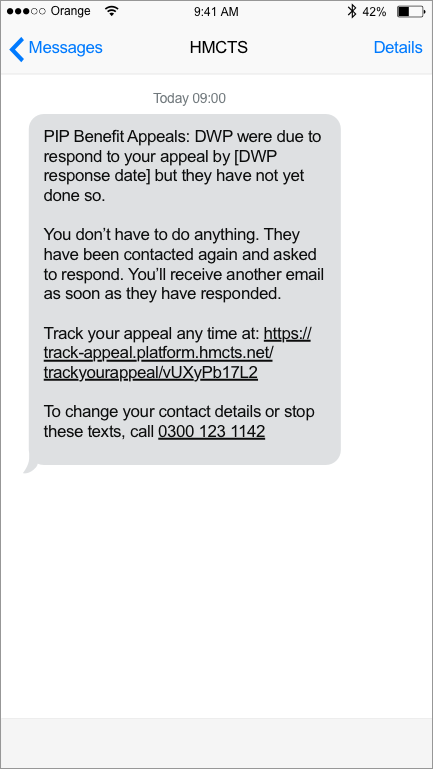 Orange 9:41 AM 42%
Messages HMCTS Details
Today 09:00
PIP Benefit Appeals: DWP were due to
respond to your appeal by [DWP
response date] but they have not yet
done so.
You don’t have to do anything. They
have been contacted again and asked
to respond. You’ll receive another email
as soon as they have responded.
Track your appeal any time at: https://
track-appeal.platform.hmcts.net/
trackyourappeal/vUXyPb17L2
To change your contact details or stop
these texts, call 0300 123 1142